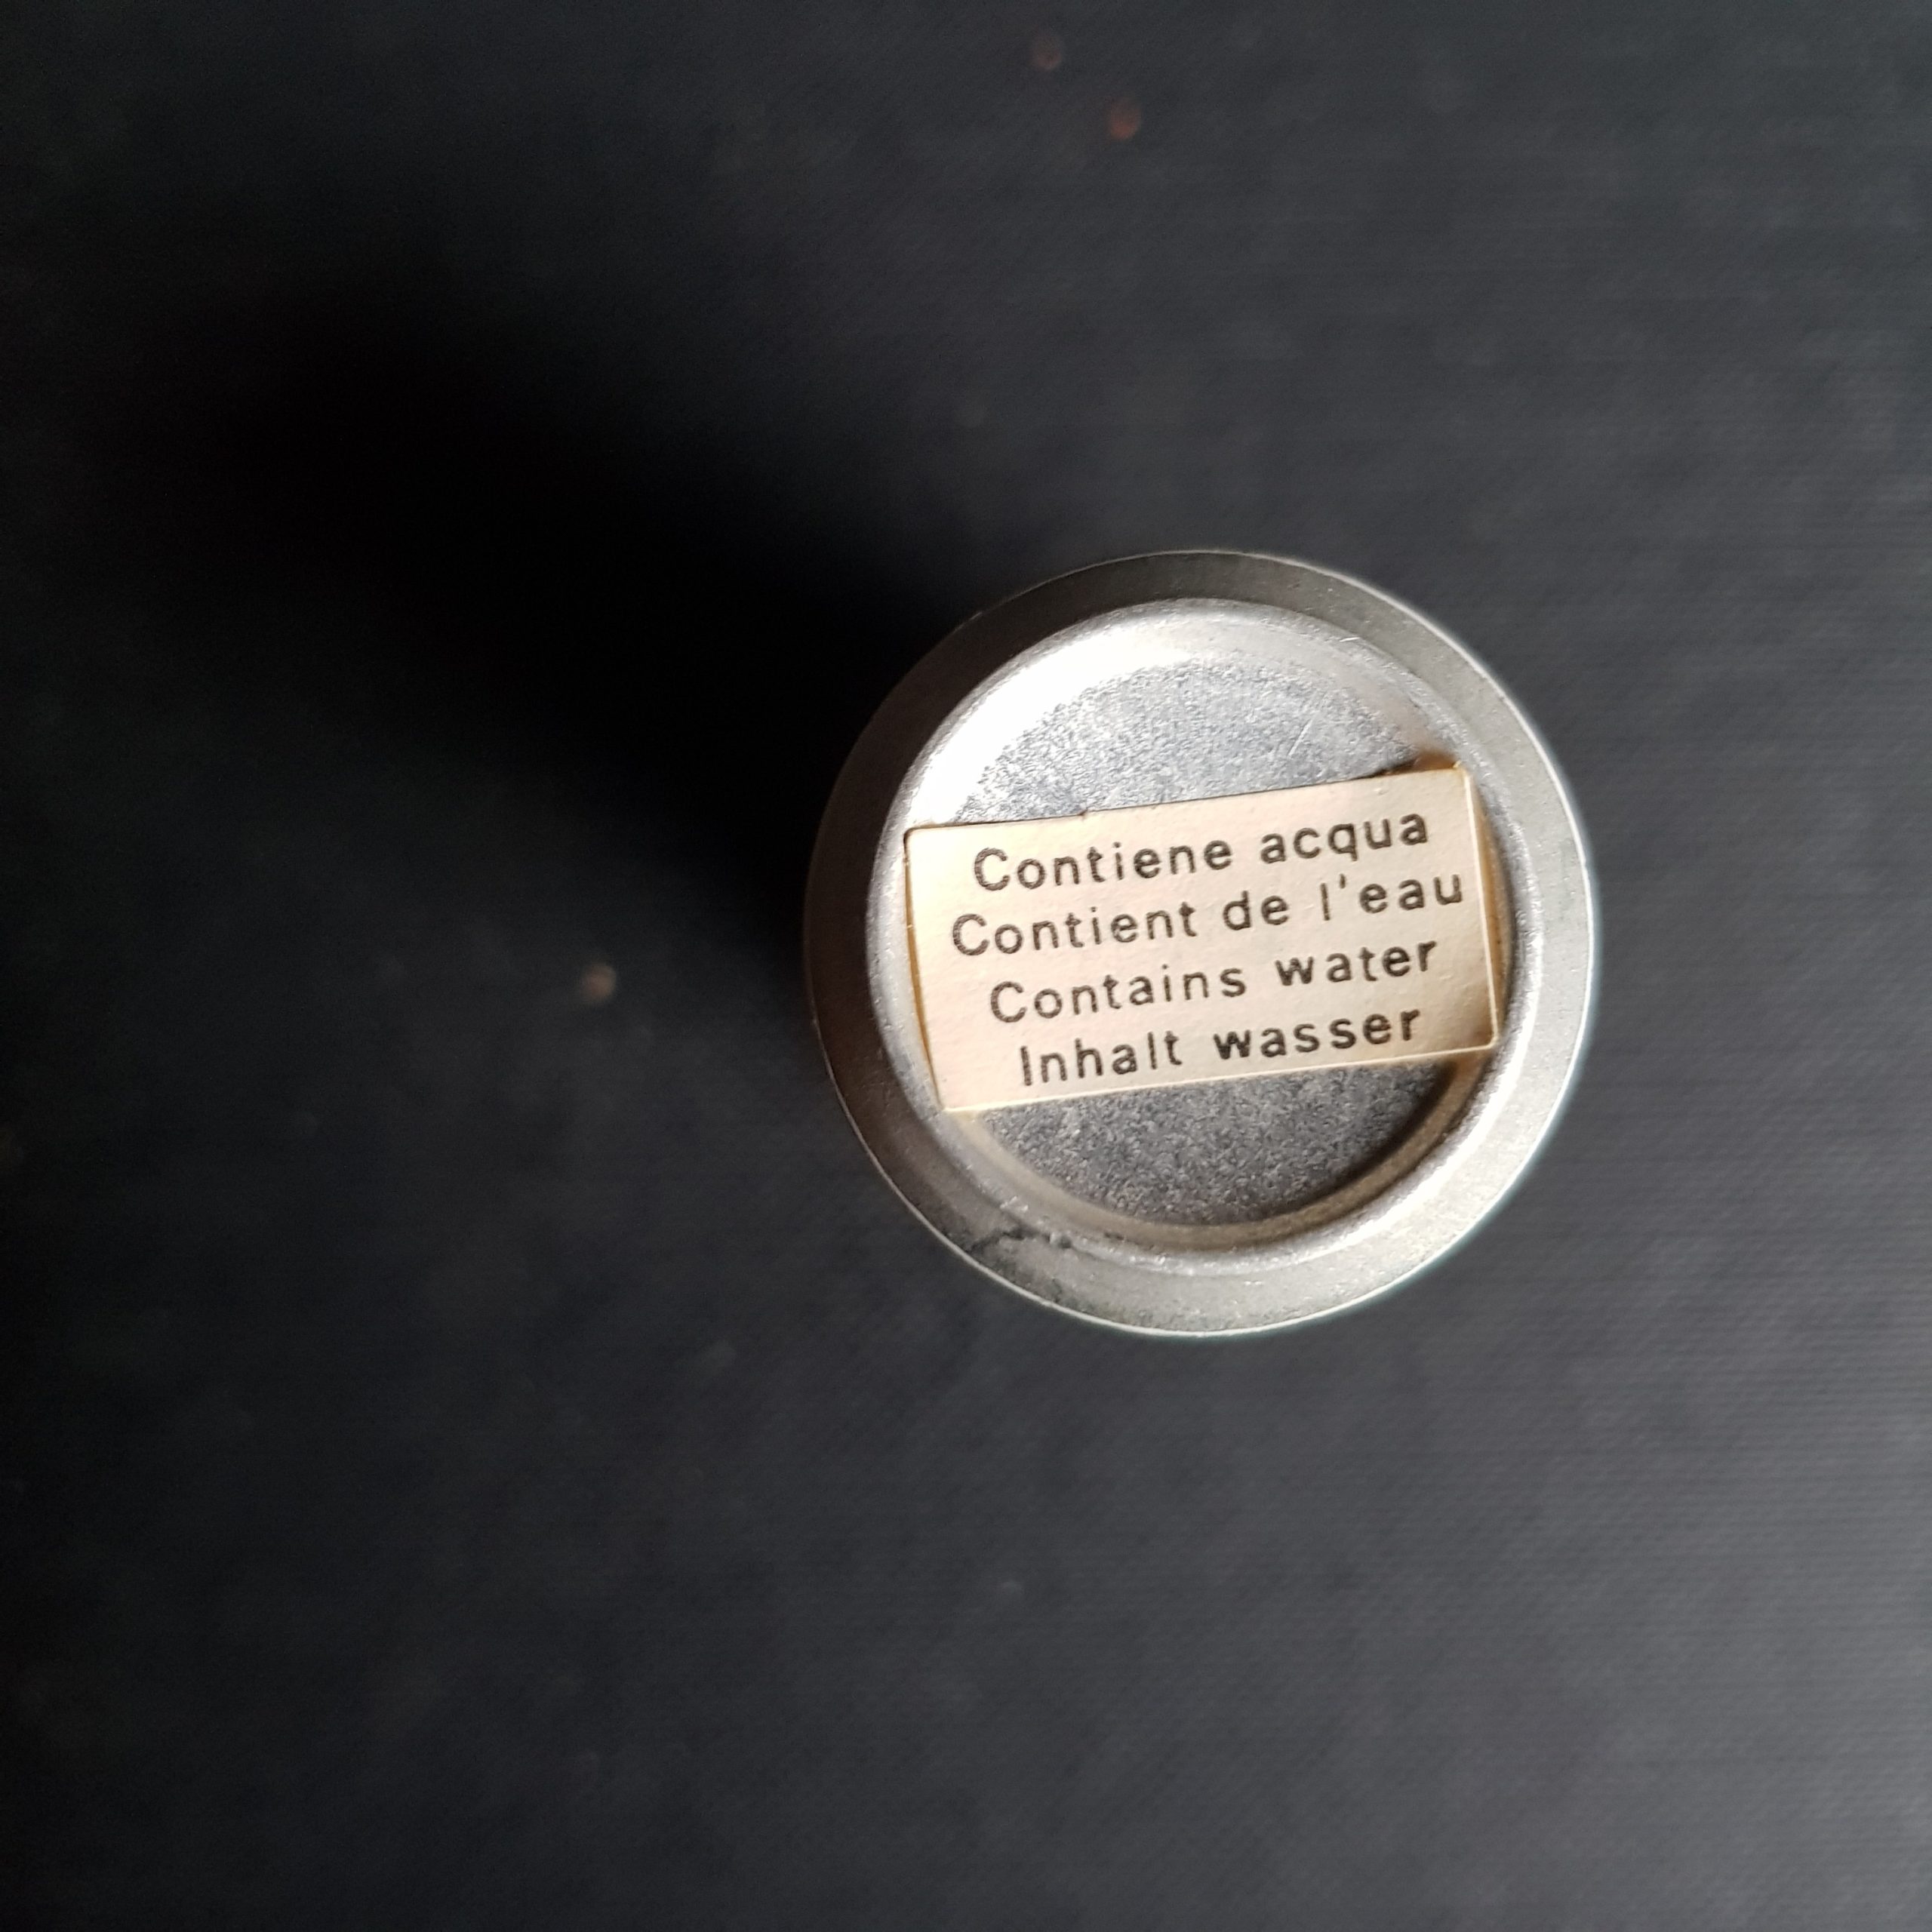 Contiene acqua
Contient de l'eau
Contains water
Inhalt wasser